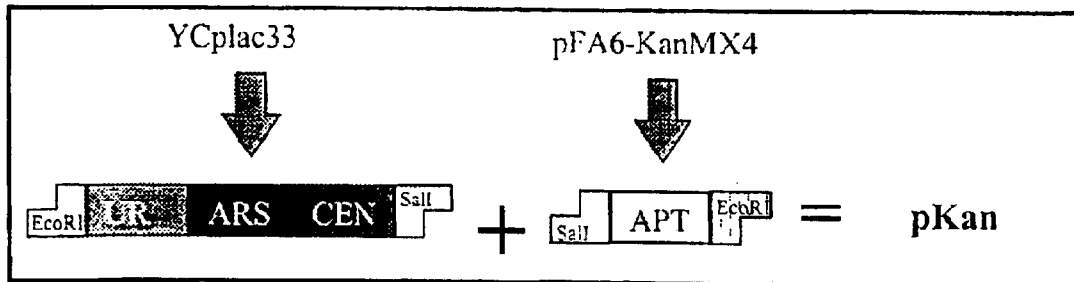 YCplac33 pFA6-KanMX4
EcoRI UR ARS CEN SalI + SalI APT EcoRI = pKan